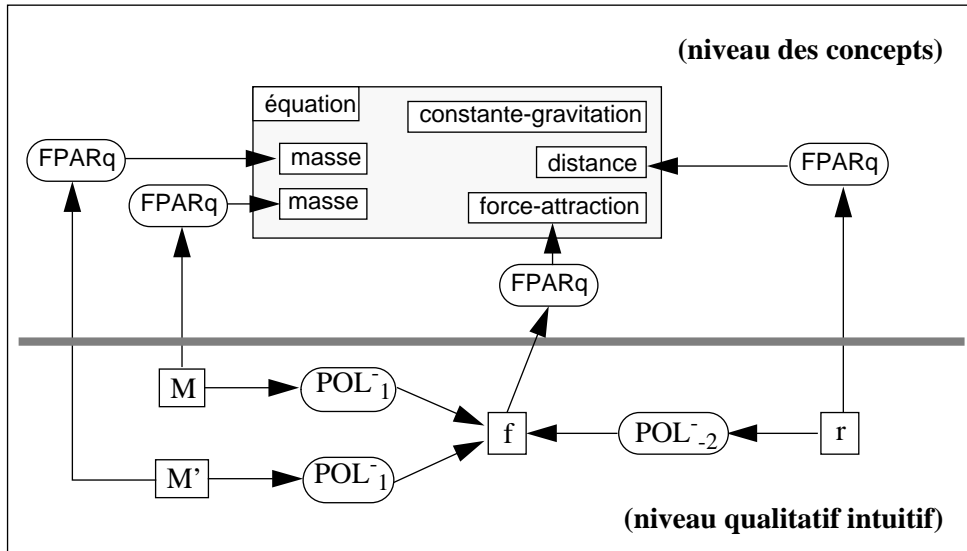 (niveau des concepts)
équation
constante-gravitation
FPARq
masse
distance
FPARq
FPARq
masse
force-attraction
FPARq
M
POL⁻₁
f
POL⁻₋₂
r
M’
POL⁻₁
(niveau qualitatif intuitif)